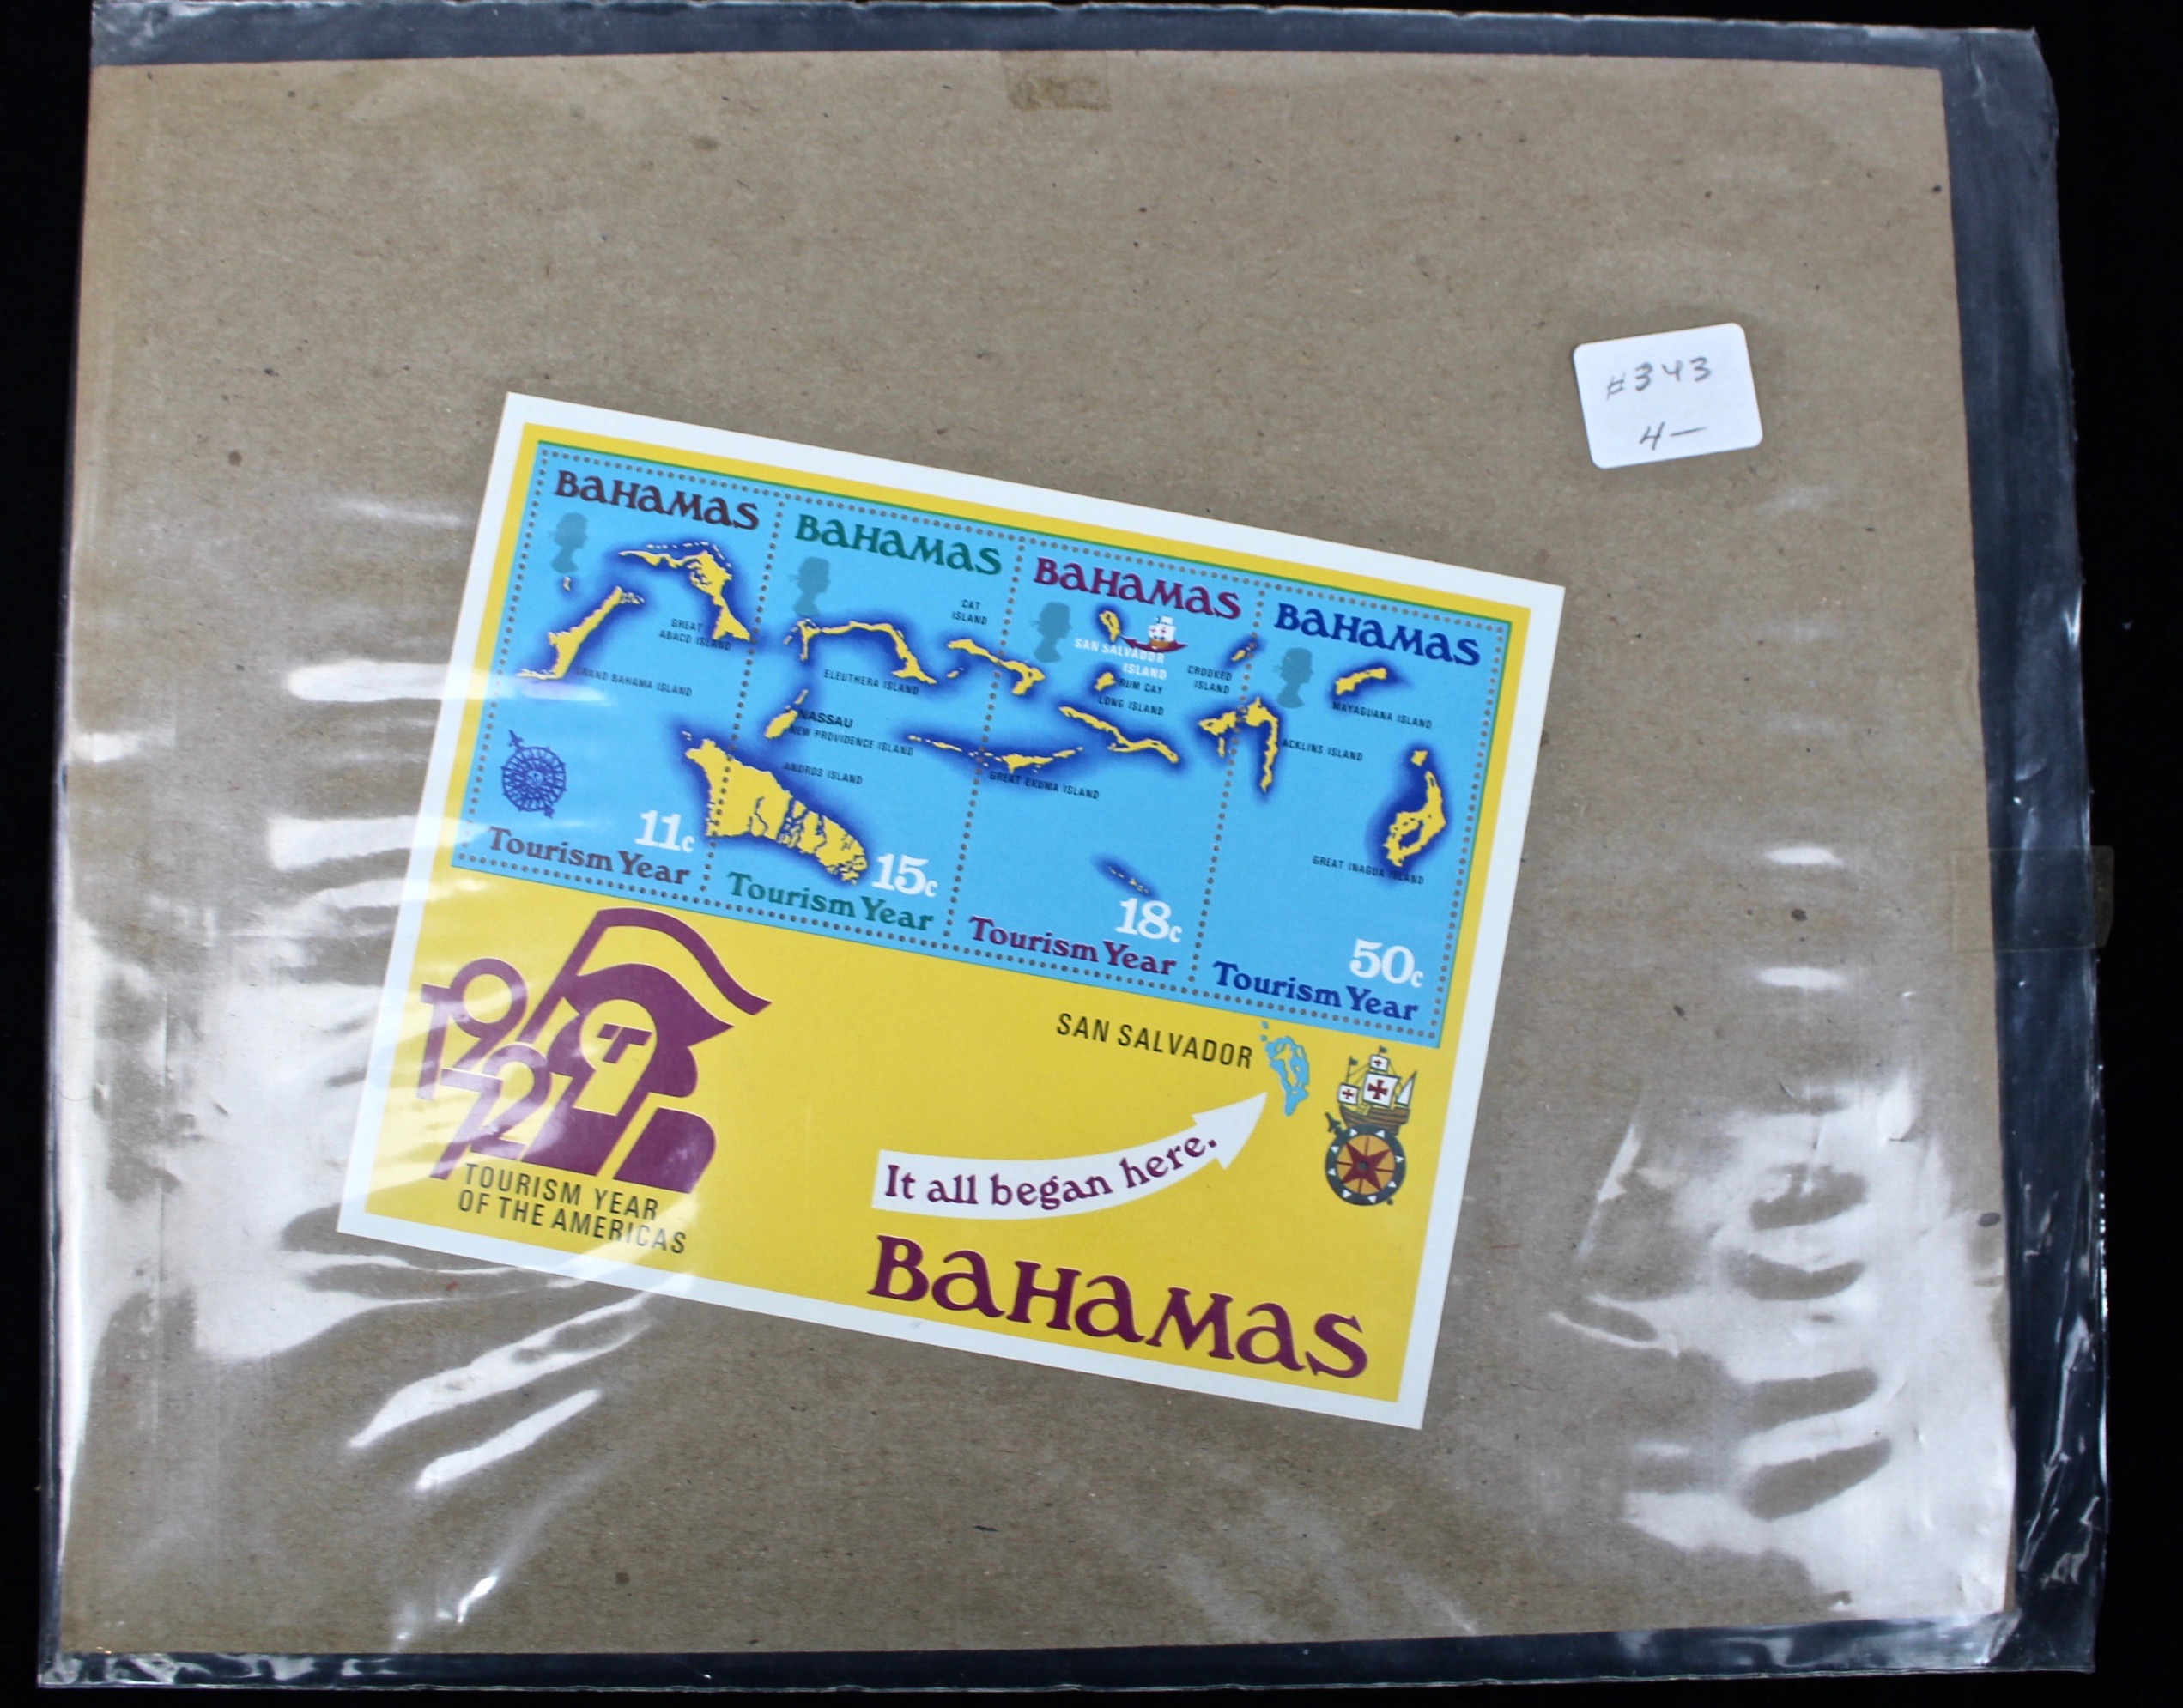 #343
4—
BAHAMAS
BAHAMAS
BAHAMAS
BAHAMAS
GREAT
ABACO ISLAND
GRAND BAHAMA ISLAND
11c
Tourism Year
CAT
ISLAND
ELEUTHERA ISLAND
NASSAU
NEW PROVIDENCE ISLAND
ANDROS ISLAND
15c
Tourism Year
SAN SALVADOR
ISLAND
RUM CAY
LONG ISLAND
CROOKED
ISLAND
GREAT EXUMA ISLAND
18c
Tourism Year
MAYAGUANA ISLAND
ACKLINS ISLAND
GREAT INAGUA ISLAND
50c
Tourism Year
1972
T
TOURISM YEAR
OF THE AMERICAS
SAN SALVADOR
It all began here.
BAHAMAS